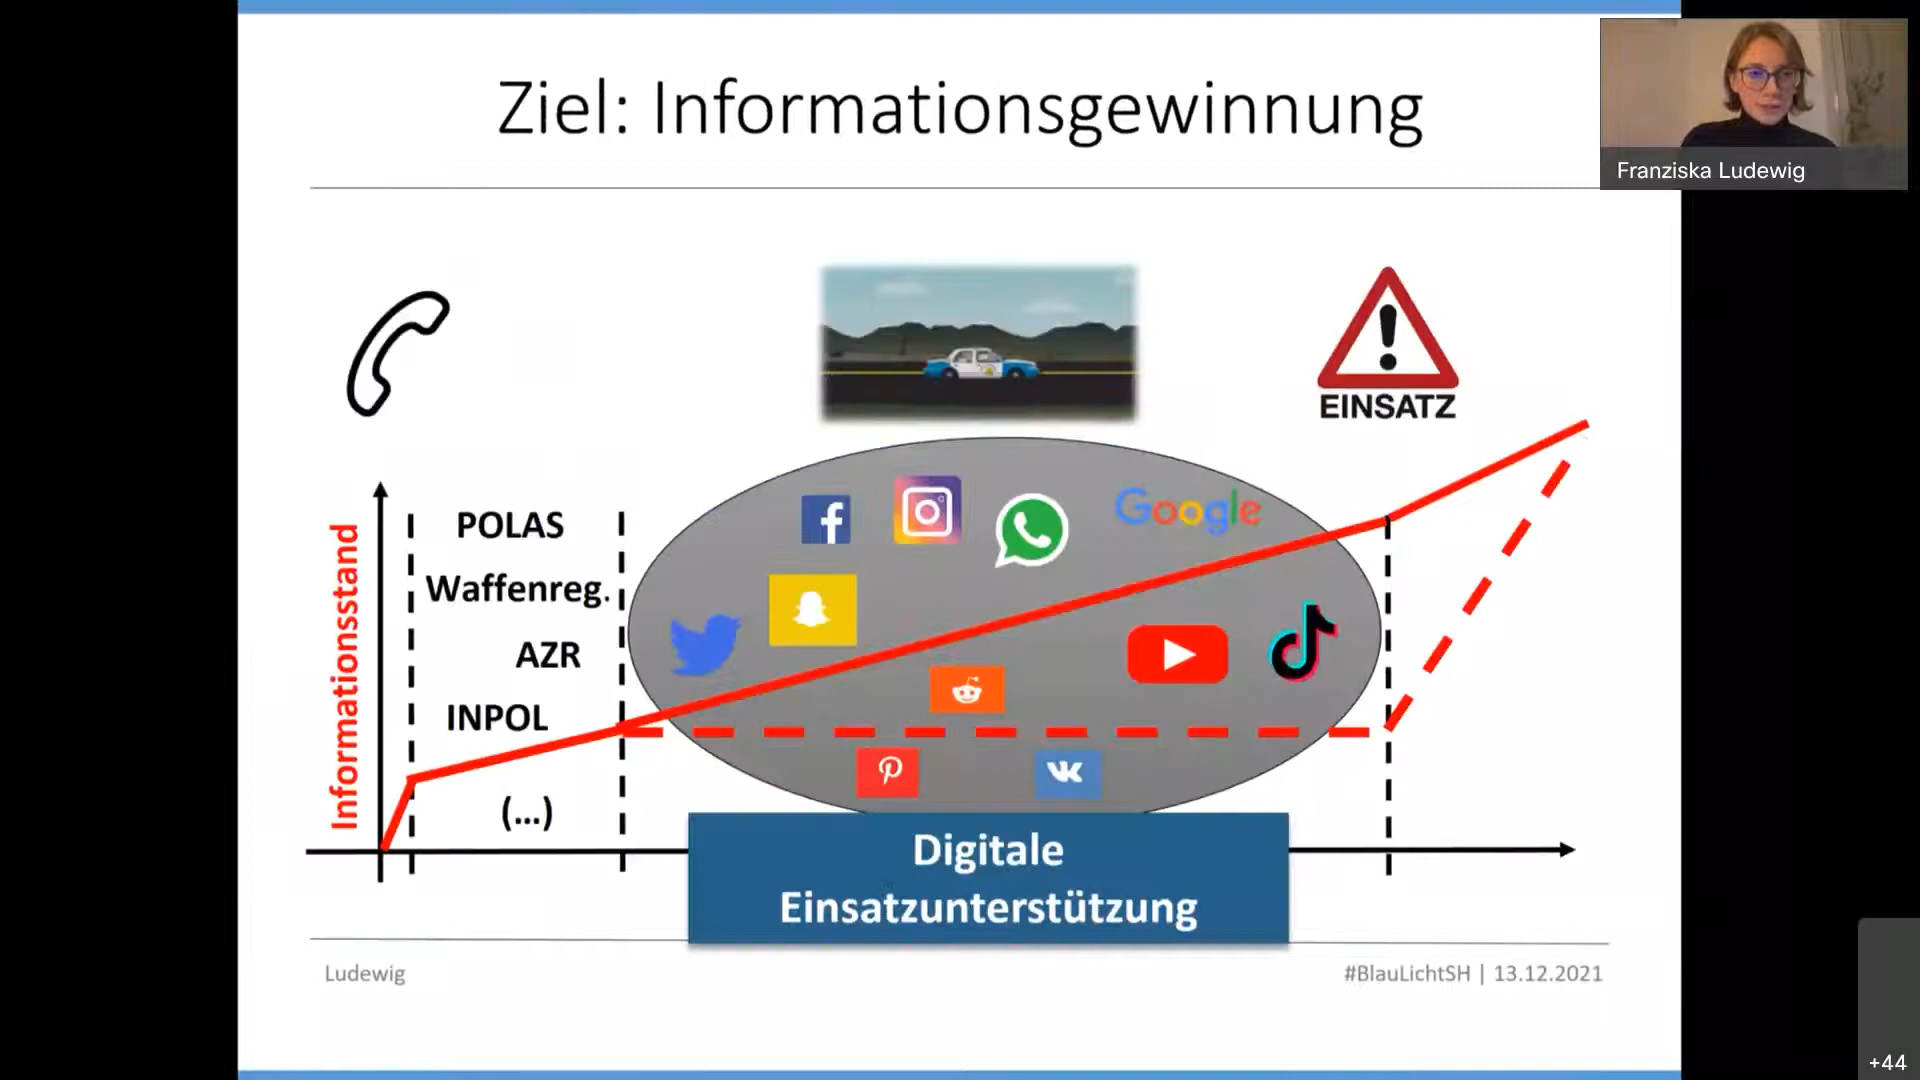 Ziel: Informationsgewinnung
Franziska Ludewig
EINSATZ
Informationsstand
POLAS
Waffenreg.
AZR
INPOL
(...)
Google
Digitale
Einsatzunterstützung
Ludewig
#BlauLichtSH | 13.12.2021
+44